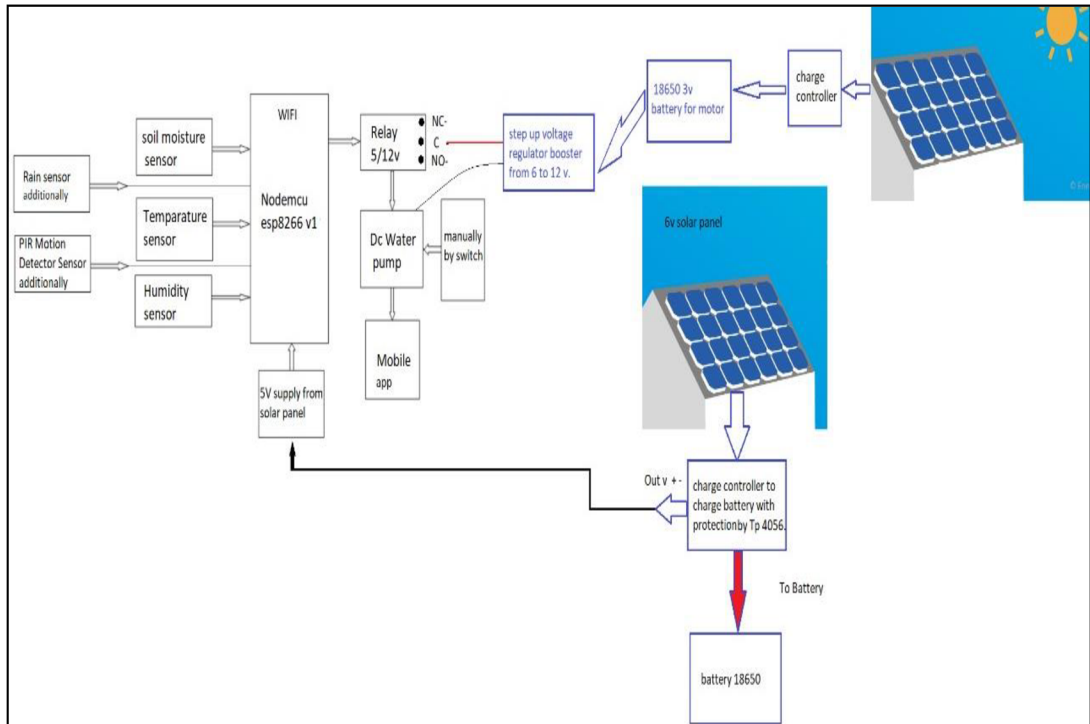 WIFI
Nodemcu
esp8266 v1
soil moisture
sensor
Rain sensor
additionally
Temparature
sensor
PIR Motion
Detector Sensor
additionally
Humidity
sensor
5V supply from
solar panel
Relay
5/12v
NC-
C -
NO-
Dc Water
pump
manually
by switch
Mobile
app
step up voltage
regulator booster
from 6 to 12 v.
18650 3v
battery for motor
charge
controller
6v solar panel
Out v + -
charge controller to
charge battery with
protection by Tp 4056.
To Battery
battery 18650